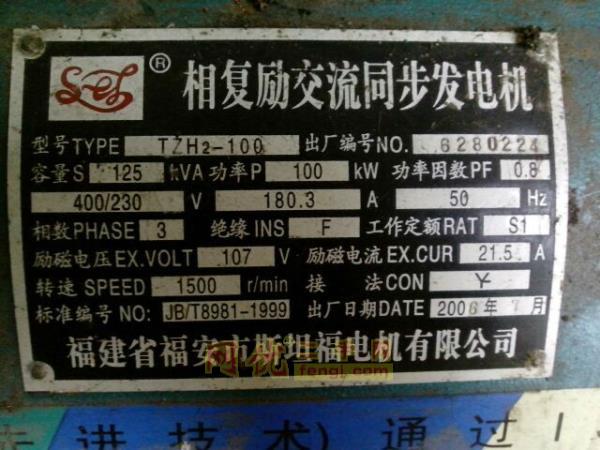 ® 相复励交流同步发电机
型号TYPE TZH2-100 出厂编号NO. 6280224
容量S 125 kVA 功率P 100 kW 功率因数PF 0.8
400/230 V 180.3 A 50 Hz
相数PHASE 3 绝缘INS F 工作定额RAT S1
励磁电压EX.VOLT 107 V 励磁电流EX.CUR 21.5 A
转速SPEED 1500 r/min 接 法CON Y
标准编号NO: JB/T8981-1999 出厂日期DATE 2006年7月
福建省福安市斯坦福电机有限公司
fengj.com
先进技术) 通过